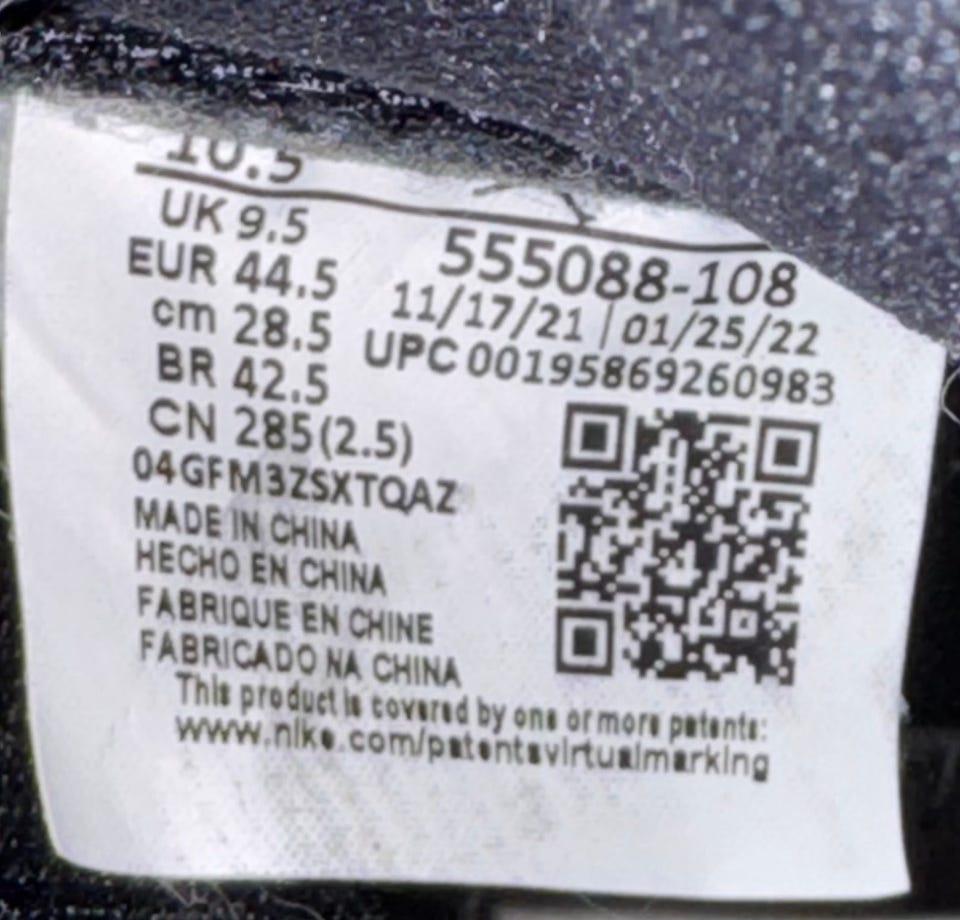 10.5
UK 9.5
EUR 44.5
cm 28.5
BR 42.5
CN 285(2.5)
555088-108
11/17/21 | 01/25/22
UPC 00195869260983
04GFM3ZSXTQAZ
MADE IN CHINA
HECHO EN CHINA
FABRIQUE EN CHINE
FABRICADO NA CHINA
This product is covered by one or more patents:
www.nike.com/patentsvirtualmarking